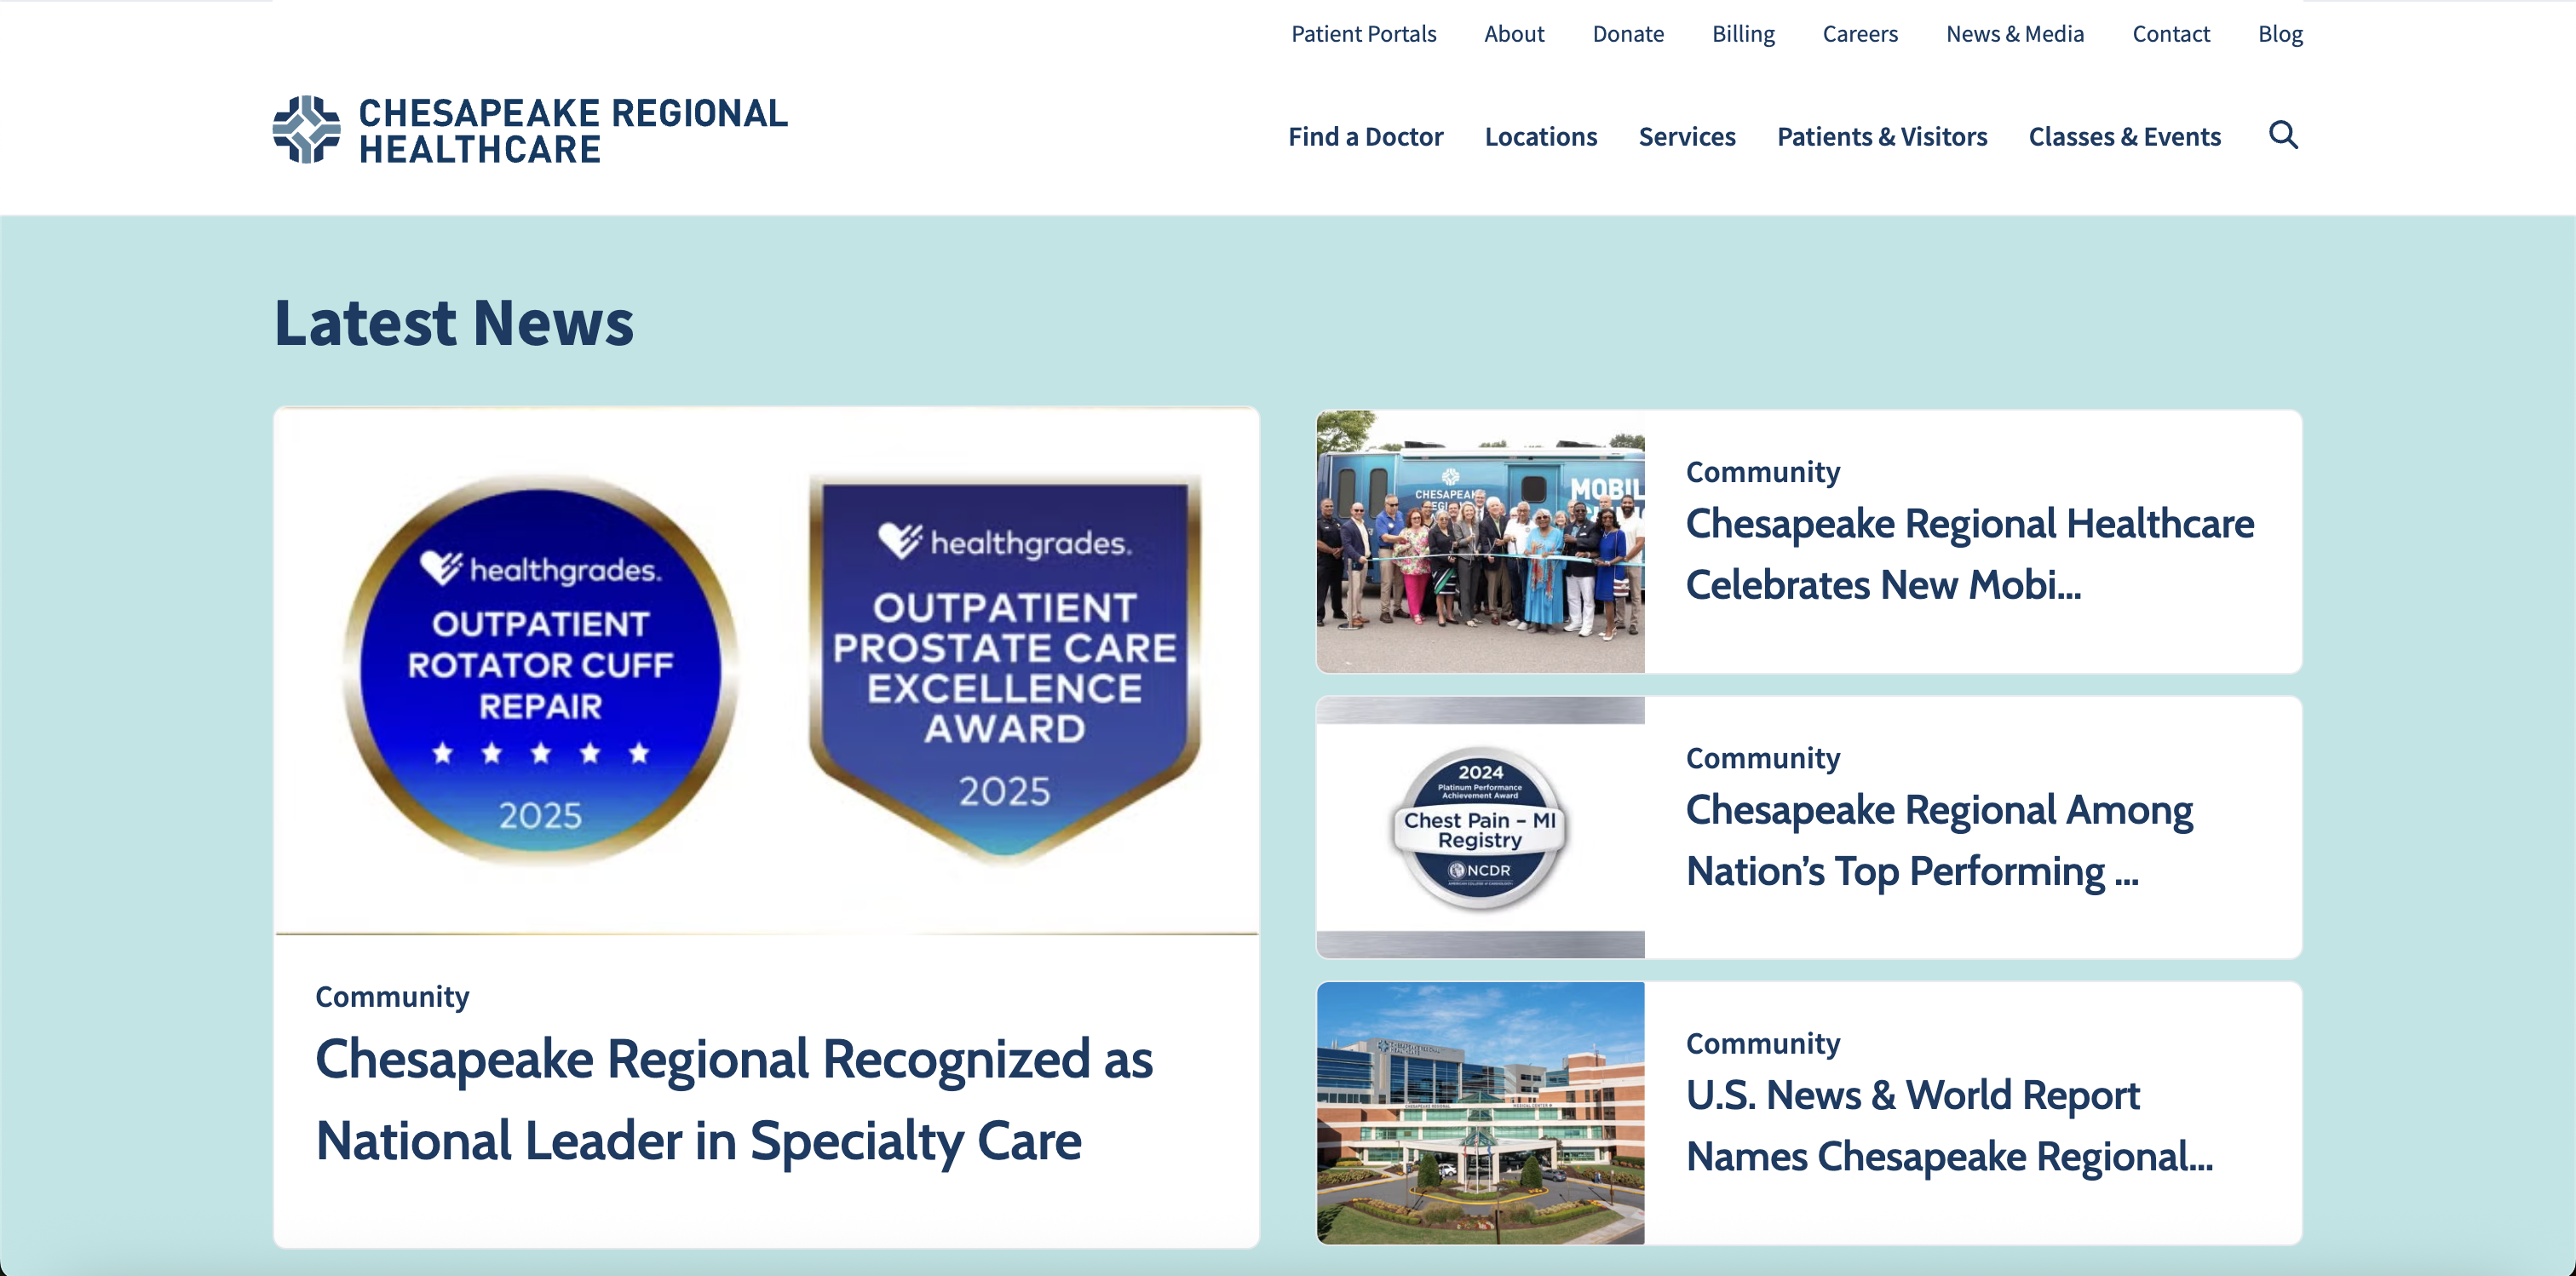 Patient Portals
About
Donate
Billing
Careers
News & Media
Contact
Blog
CHESAPEAKE REGIONAL
HEALTHCARE
Find a Doctor
Locations
Services
Patients & Visitors
Classes & Events
Latest News
healthgrades.
OUTPATIENT
ROTATOR CUFF
REPAIR
2025
healthgrades.
OUTPATIENT
PROSTATE CARE
EXCELLENCE
AWARD
2025
Community
Chesapeake Regional Recognized as
National Leader in Specialty Care
CHESAPEAK
MOBIL
Community
Chesapeake Regional Healthcare
Celebrates New Mobi...
2024
Platinum Performance
Achievement Award
Chest Pain – MI
Registry
NCDR
Community
Chesapeake Regional Among
Nation’s Top Performing ...
Community
U.S. News & World Report
Names Chesapeake Regional...